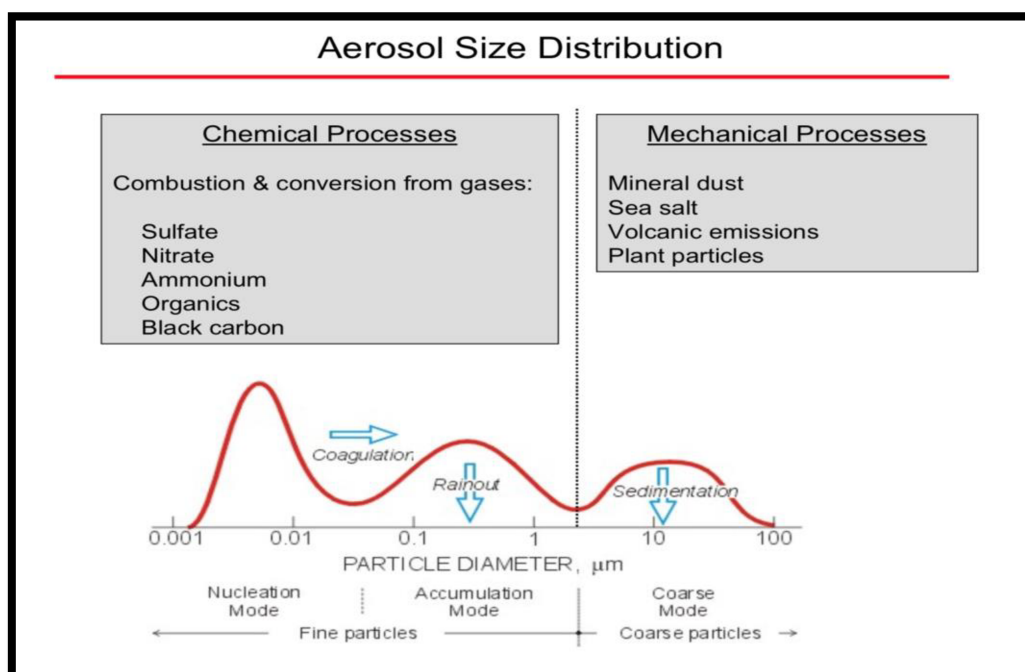 Aerosol Size Distribution
Chemical Processes
Combustion & conversion from gases:
Sulfate
Nitrate
Ammonium
Organics
Black carbon
Mechanical Processes
Mineral dust
Sea salt
Volcanic emissions
Plant particles
Coagulation
Rainout
Sedimentation
0.001 0.01 0.1 1 10 100
PARTICLE DIAMETER, μm
Nucleation
Mode
Accumulation
Mode
Coarse
Mode
Fine particles
Coarse particles